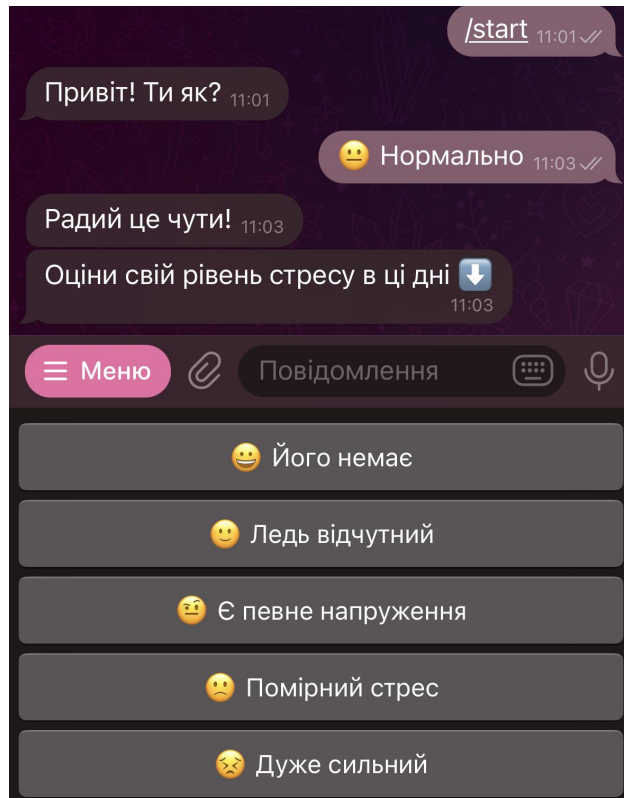 /start 11:01
Привіт! Ти як? 11:01
😐 Нормально 11:03
Радий це чути! 11:03
Оціни свій рівень стресу в ці дні ⬇️
11:03
Меню Повідомлення
😀 Його немає
🙂 Ледь відчутний
🤨 Є певне напруження
🙁 Помірний стрес
😣 Дуже сильний